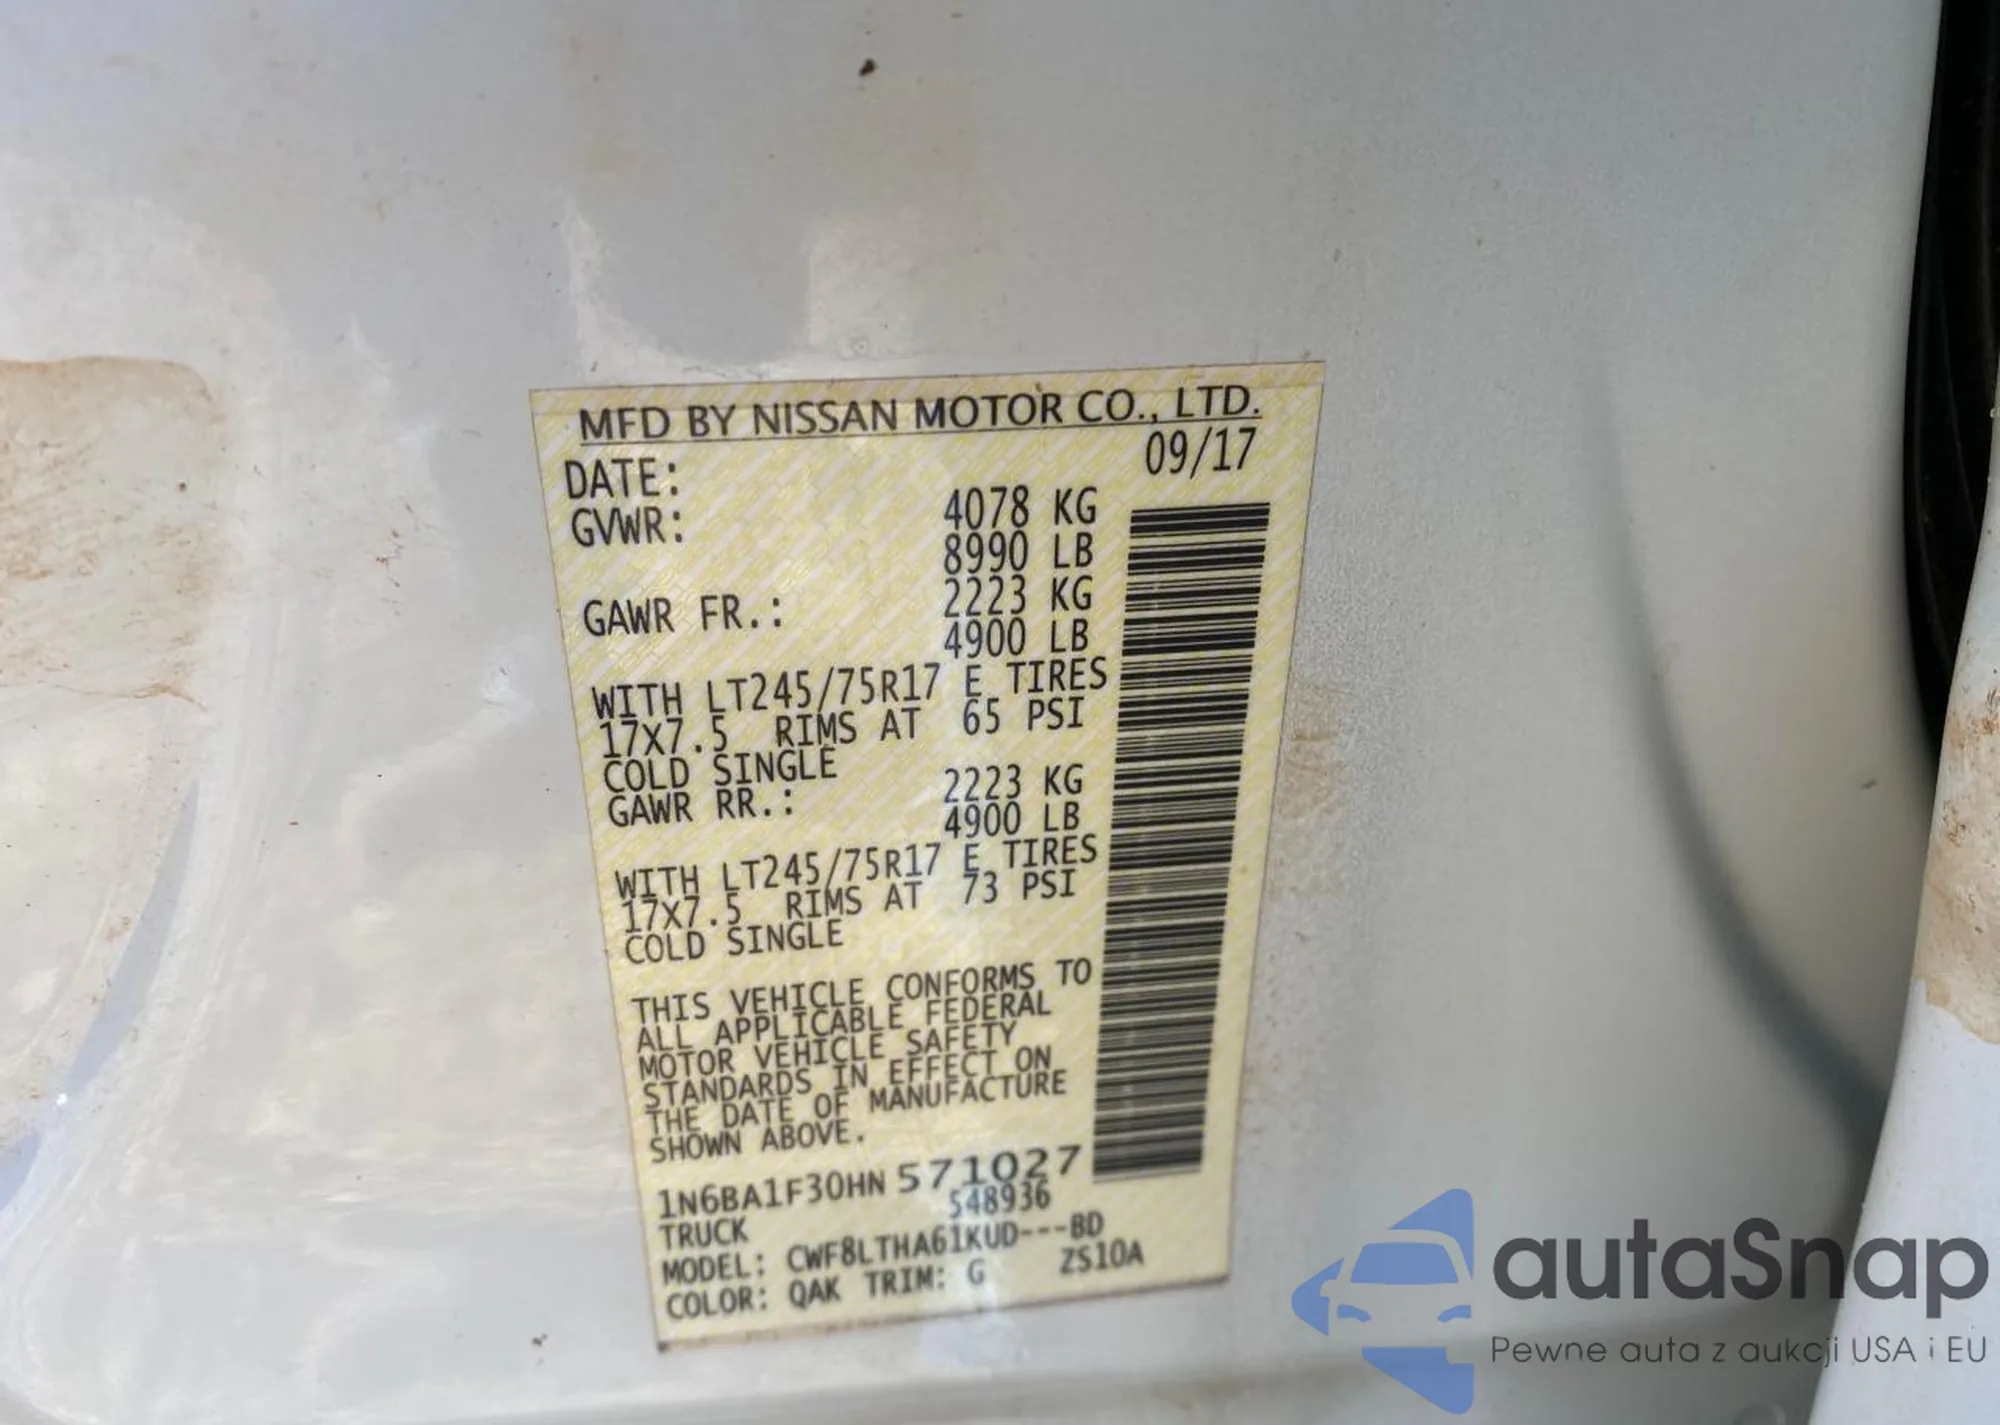 MFD BY NISSAN MOTOR CO., LTD.
DATE: 09/17
GVWR: 4078 KG
8990 LB
GAWR FR.: 2223 KG
4900 LB
WITH LT245/75R17 E TIRES
17X7.5 RIMS AT 65 PSI
COLD SINGLE
GAWR RR.: 2223 KG
4900 LB
WITH LT245/75R17 E TIRES
17X7.5 RIMS AT 73 PSI
COLD SINGLE
THIS VEHICLE CONFORMS TO
ALL APPLICABLE FEDERAL
MOTOR VEHICLE SAFETY
STANDARDS IN EFFECT ON
THE DATE OF MANUFACTURE
SHOWN ABOVE.
1N6BA1F30HN 571027
TRUCK 548936
MODEL: CWF8LTHA61KUD---BD
COLOR: QAK TRIM: G ZS10A
autaSnap
Pewne auta z aukcji USA i EU